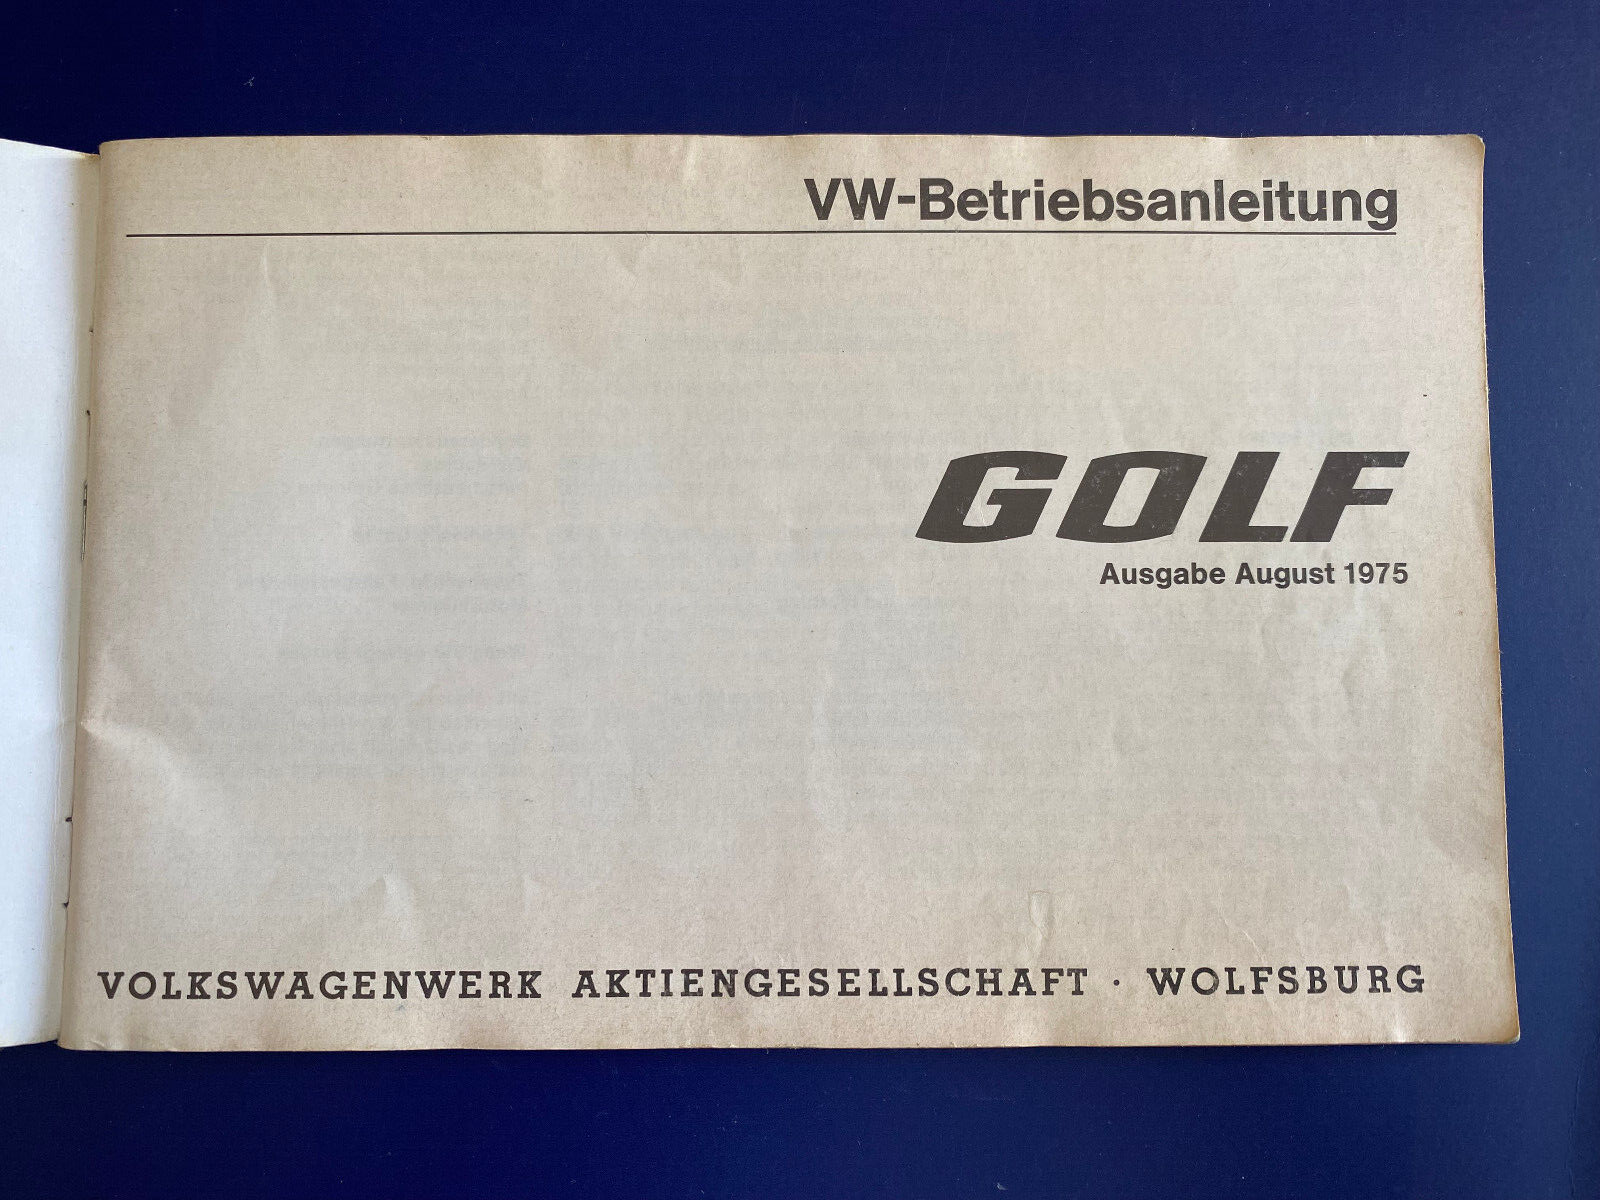 VW-Betriebsanleitung
GOLF
Ausgabe August 1975
VOLKSWAGENWERK AKTIENGESELLSCHAFT · WOLFSBURG